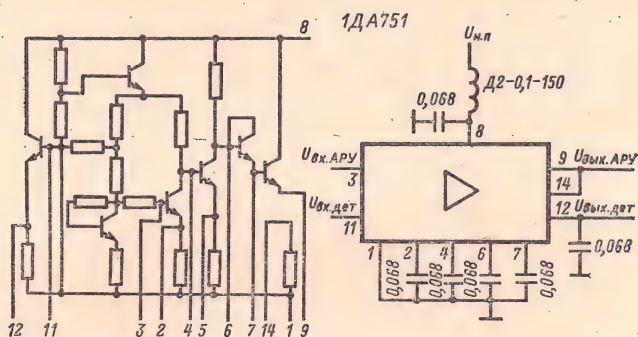 8
1ДА751
12 11 3 2 4 5 6 7 14 1 9
Uи.п
Д2-0,1-150
0,068
8
Uвх.АРУ
3
Uвх.дет
11
9
Uвых.АРУ
14
12
Uвых.дет
1 2 4 6 7
0,068 0,068 0,068 0,068
0,068